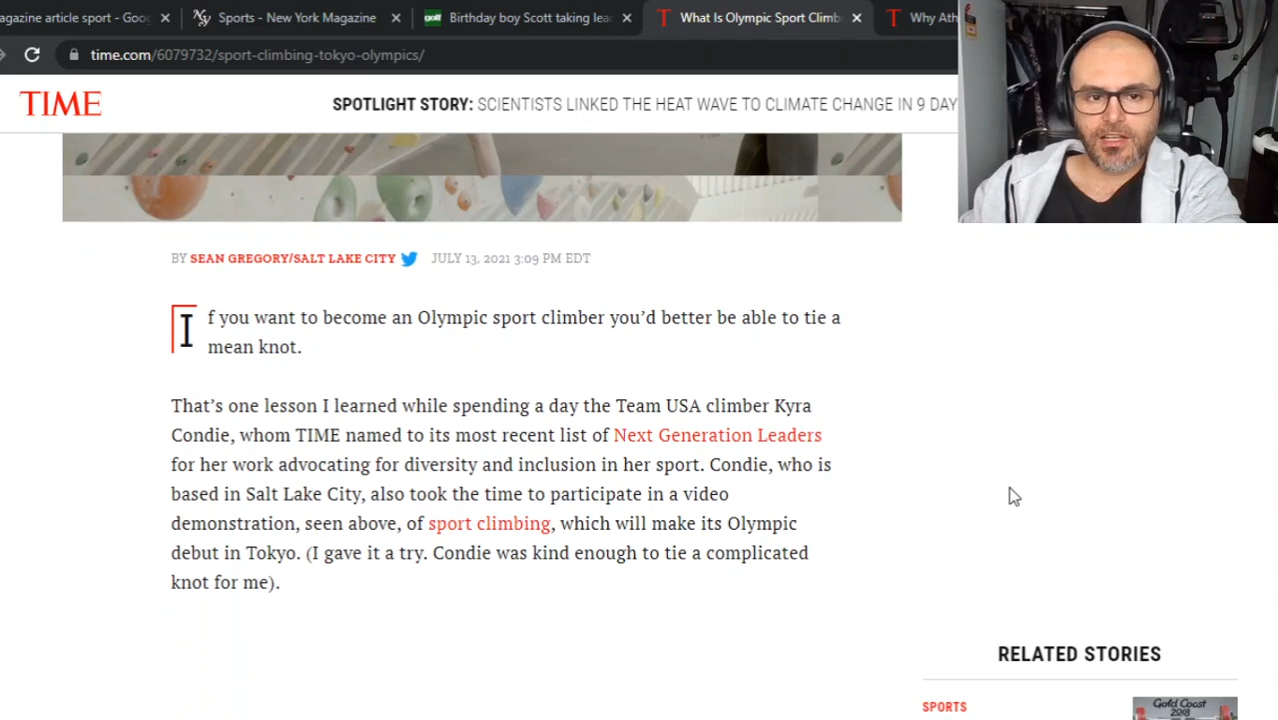 agazine article sport - Goo
Sports - New York Magazine
Birthday boy Scott taking lea
What Is Olympic Sport Climb
Why Ath
time.com/6079732/sport-climbing-tokyo-olympics/
TIME
SPOTLIGHT STORY: SCIENTISTS LINKED THE HEAT WAVE TO CLIMATE CHANGE IN 9 DAY
BY SEAN GREGORY/SALT LAKE CITY JULY 13, 2021 3:09 PM EDT
If you want to become an Olympic sport climber you’d better be able to tie a
mean knot.
That’s one lesson I learned while spending a day the Team USA climber Kyra
Condie, whom TIME named to its most recent list of Next Generation Leaders
for her work advocating for diversity and inclusion in her sport. Condie, who is
based in Salt Lake City, also took the time to participate in a video
demonstration, seen above, of sport climbing, which will make its Olympic
debut in Tokyo. (I gave it a try. Condie was kind enough to tie a complicated
knot for me).
RELATED STORIES
SPORTS
Gold Coast
2018